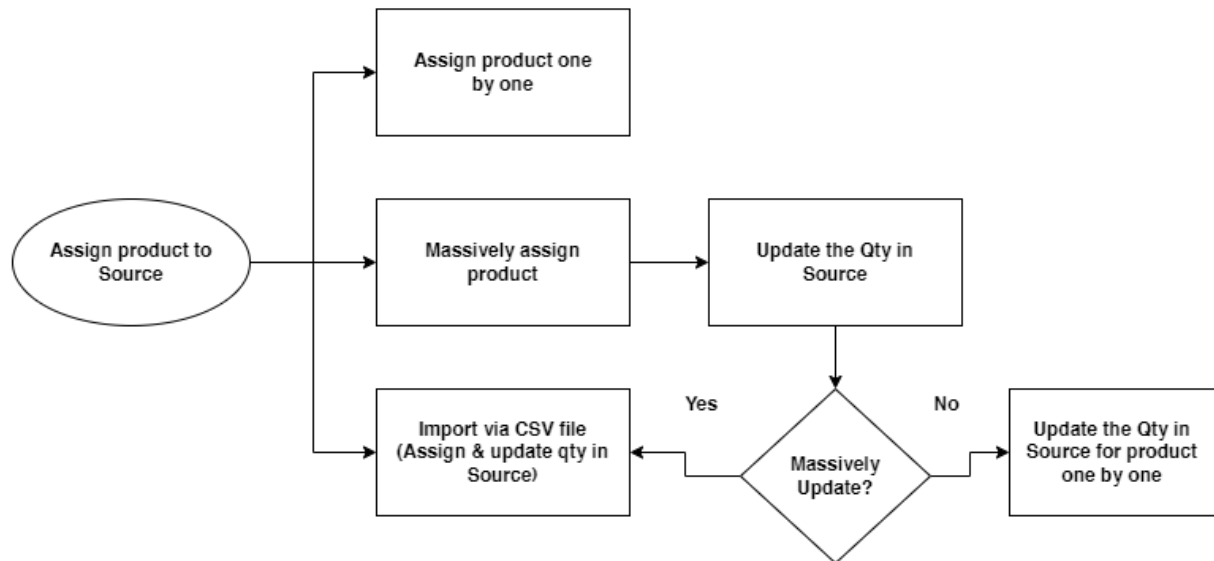 Assign product one
by one
Assign product to
Source
Massively assign
product
Update the Qty in
Source
Import via CSV file
(Assign & update qty in
Source)
Yes
Massively
Update?
No
Update the Qty in
Source for product
one by one